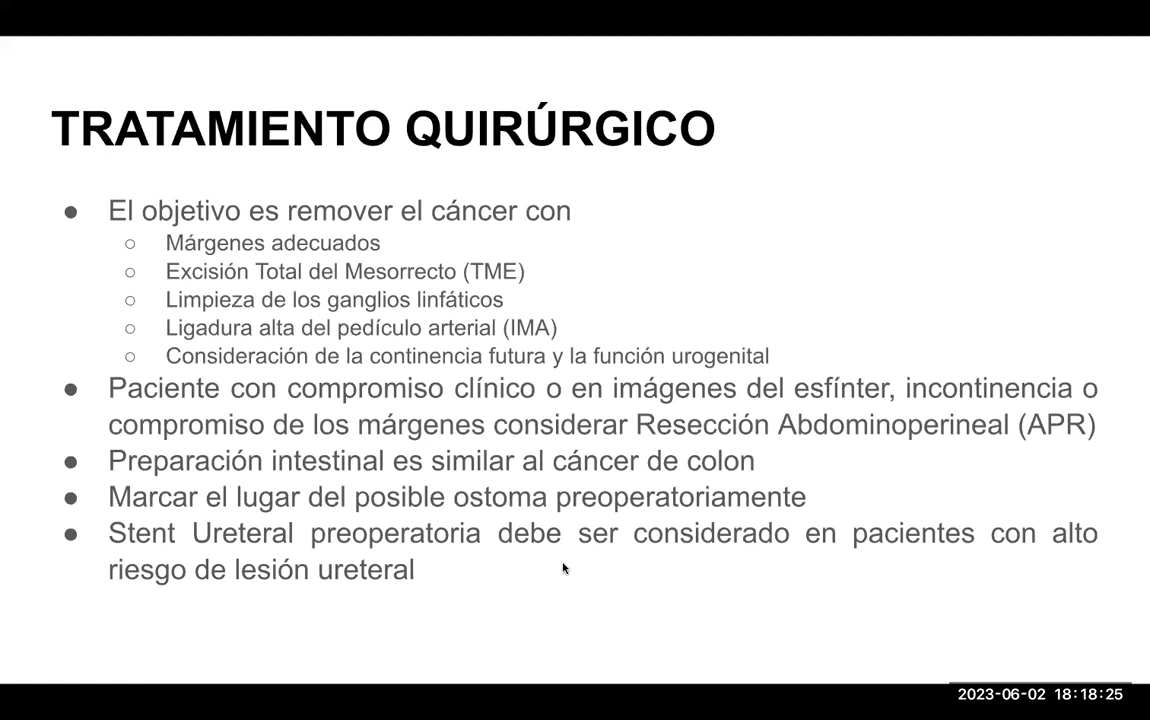 TRATAMIENTO QUIRÚRGICO
● El objetivo es remover el cáncer con
○ Márgenes adecuados
○ Excisión Total del Mesorrecto (TME)
○ Limpieza de los ganglios linfáticos
○ Ligadura alta del pedículo arterial (IMA)
○ Consideración de la continencia futura y la función urogenital
● Paciente con compromiso clínico o en imágenes del esfínter, incontinencia o
compromiso de los márgenes considerar Resección Abdominoperineal (APR)
● Preparación intestinal es similar al cáncer de colon
● Marcar el lugar del posible ostoma preoperatoriamente
● Stent Ureteral preoperatoria debe ser considerado en pacientes con alto
riesgo de lesión ureteral
2023-06-02 18:18:25